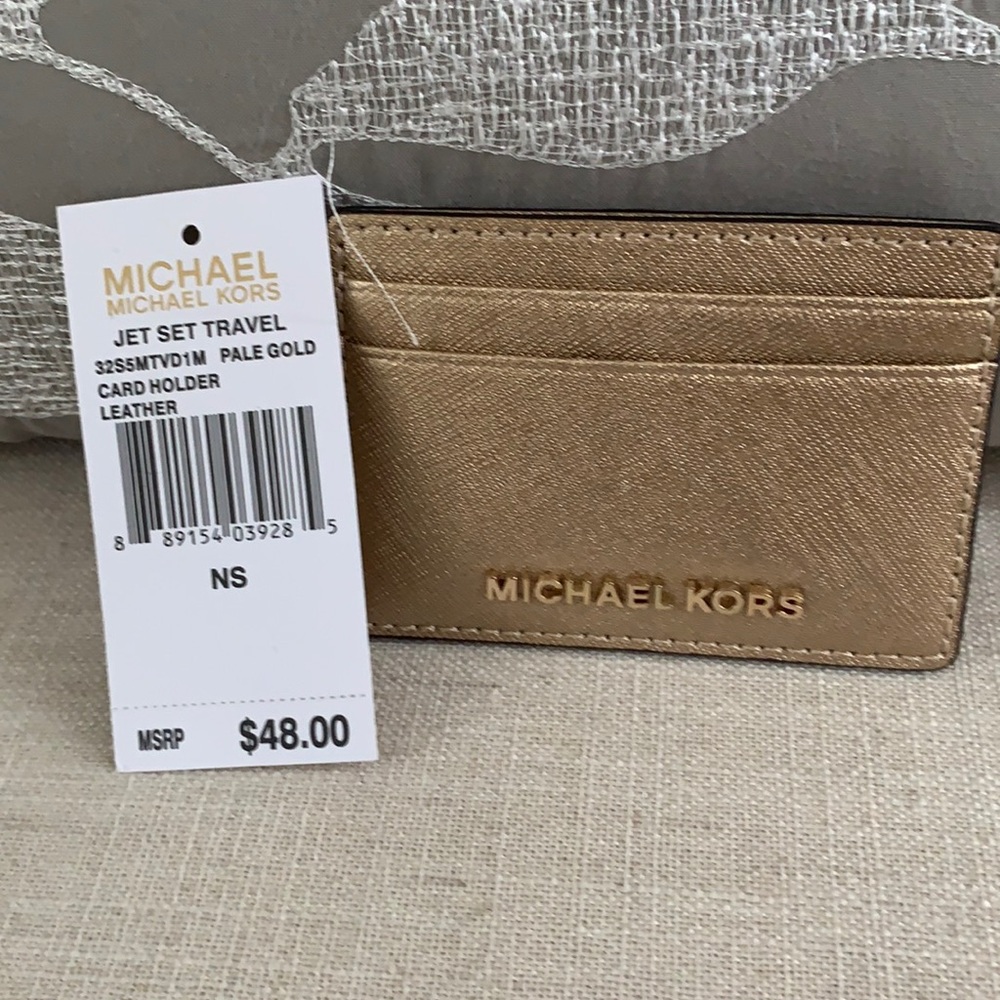 MICHAEL
MICHAEL KORS
JET SET TRAVEL
32S5MTVD1M PALE GOLD
CARD HOLDER
LEATHER
8 89154 03928 5
NS
MSRP $48.00
MICHAEL KORS